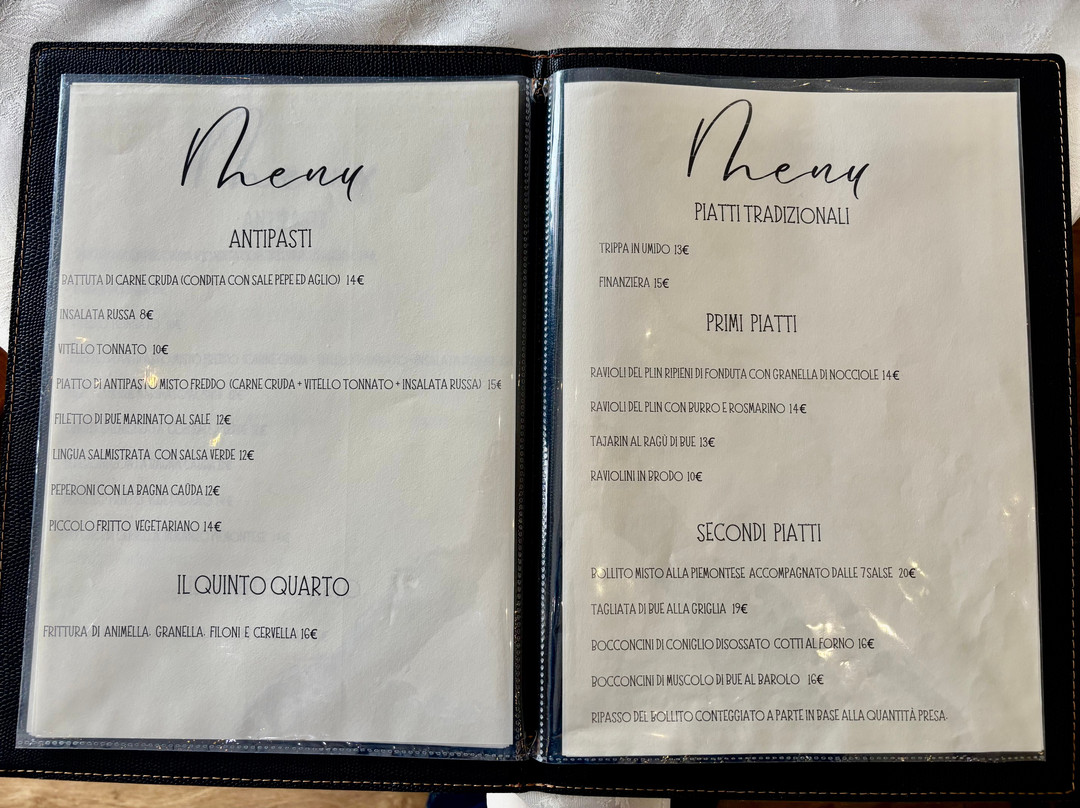 Menu
ANTIPASTI
BATTUTA DI CARNE CRUDA (CONDITA CON SALE PEPE ED AGLIO) 14€
INSALATA RUSSA 8€
VITELLO TONNATO 10€
PIATTO DI ANTIPASTO MISTO FREDDO (CARNE CRUDA + VITELLO TONNATO + INSALATA RUSSA) 15€
FILETTO DI BUE MARINATO AL SALE 12€
LINGUA SALMISTRATA CON SALSA VERDE 12€
PEPERONI CON LA BAGNA CAÜDA 12€
PICCOLO FRITTO VEGETARIANO 14€
IL QUINTO QUARTO
FRITTURA DI ANIMELLA, GRANELLA, FILONI E CERVELLA 16€
Menu
PIATTI TRADIZIONALI
TRIPPA IN UMIDO 13€
FINANZIERA 15€
PRIMI PIATTI
RAVIOLI DEL PLIN RIPIENI DI FONDUTA CON GRANELLA DI NOCCIOLE 14€
RAVIOLI DEL PLIN CON BURRO E ROSMARINO 14€
TAJARIN AL RAGÙ DI BUE 13€
RAVIOLINI IN BRODO 10€
SECONDI PIATTI
BOLLITO MISTO ALLA PIEMONTESE ACCOMPAGNATO DALLE 7 SALSE 20€
TAGLIATA DI BUE ALLA GRIGLIA 19€
BOCCONCINI DI CONIGLIO DISOSSATO COTTI AL FORNO 16€
BOCCONCINI DI MUSCOLO DI BUE AL BAROLO 16€
RIPASSO DEL BOLLITO CONTEGGIATO A PARTE IN BASE ALLA QUANTITÀ PRESA.